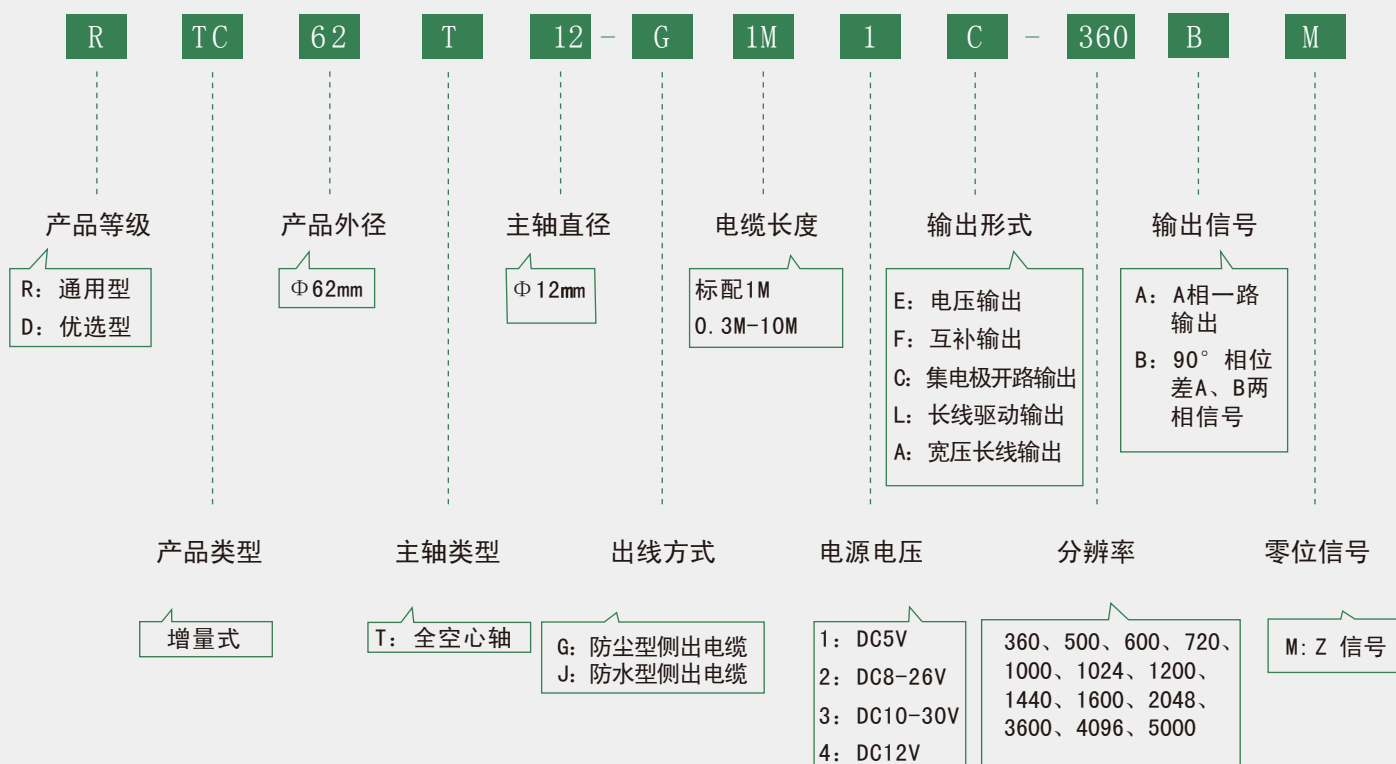 R TC 62 T 12 - G 1M 1 C - 360 B M
产品等级
R: 通用型
D: 优选型
产品外径
Φ62mm
主轴直径
Φ12mm
电缆长度
标配1M
0.3M-10M
输出形式
E: 电压输出
F: 互补输出
C: 集电极开路输出
L: 长线驱动输出
A: 宽压长线输出
输出信号
A: A相一路
输出
B: 90° 相位
差A、B两
相信号
产品类型
增量式
主轴类型
T: 全空心轴
出线方式
G: 防尘型侧出电缆
J: 防水型侧出电缆
电源电压
1: DC5V
2: DC8-26V
3: DC10-30V
4: DC12V
分辨率
360、500、600、720、
1000、1024、1200、
1440、1600、2048、
3600、4096、5000
零位信号
M: Z 信号